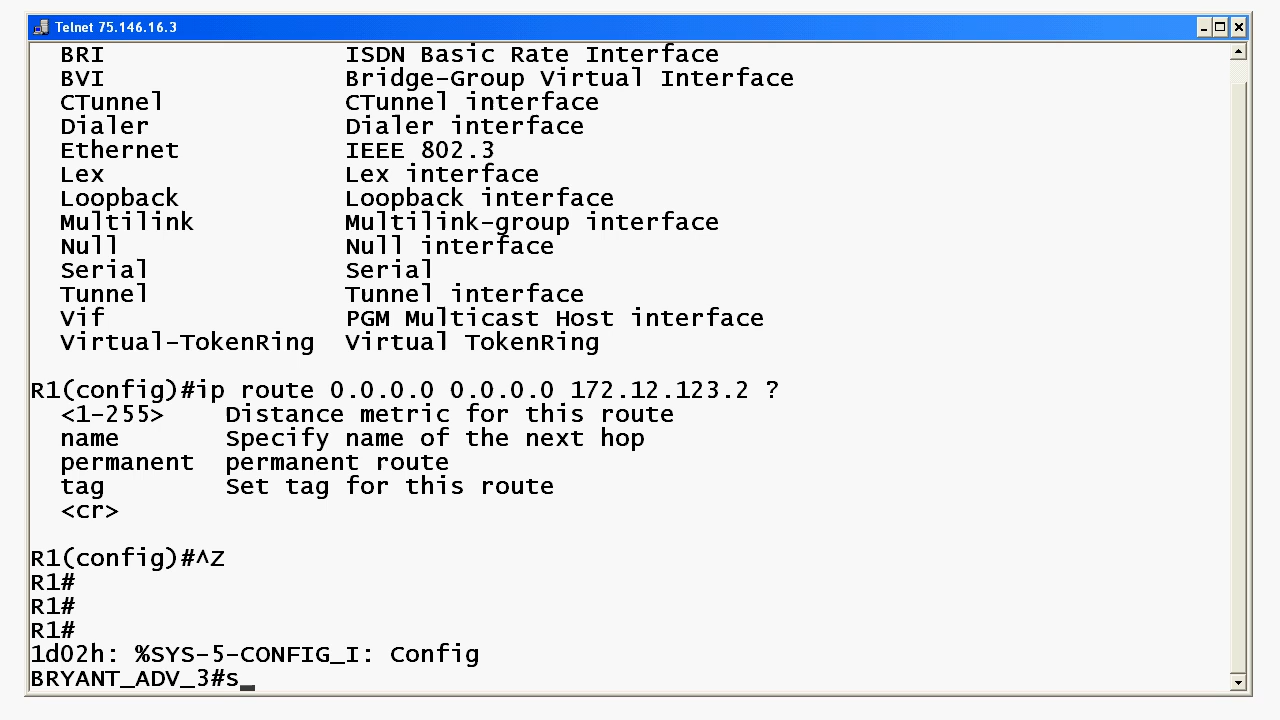 Telnet 75.146.16.3
BRI ISDN Basic Rate Interface
BVI Bridge-Group Virtual Interface
CTunnel CTunnel interface
Dialer Dialer interface
Ethernet IEEE 802.3
Lex Lex interface
Loopback Loopback interface
Multilink Multilink-group interface
Null Null interface
Serial Serial
Tunnel Tunnel interface
Vif PGM Multicast Host interface
Virtual-TokenRing Virtual TokenRing
R1(config)#ip route 0.0.0.0 0.0.0.0 172.12.123.2 ?
<1-255> Distance metric for this route
name Specify name of the next hop
permanent permanent route
tag Set tag for this route
<cr>
R1(config)#^Z
R1#
R1#
R1#
1d02h: %SYS-5-CONFIG_I: Config
BRYANT_ADV_3#s_